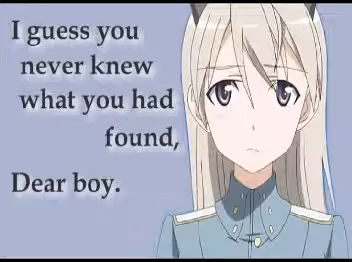 I guess you
never knew
what you had
found,
Dear boy.